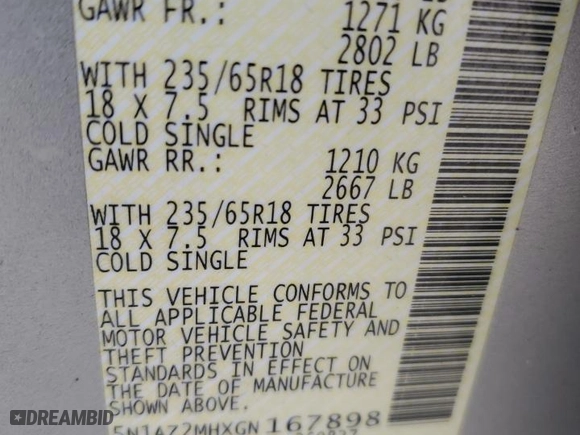 GAWR FR.: 1271 KG
2802 LB
WITH 235/65R18 TIRES
18 X 7.5 RIMS AT 33 PSI
COLD SINGLE
GAWR RR.: 1210 KG
2667 LB
WITH 235/65R18 TIRES
18 X 7.5 RIMS AT 33 PSI
COLD SINGLE
THIS VEHICLE CONFORMS TO
ALL APPLICABLE FEDERAL
MOTOR VEHICLE SAFETY AND
THEFT PREVENTION
STANDARDS IN EFFECT ON
THE DATE OF MANUFACTURE
SHOWN ABOVE.
5N1AZ2MHXGN167898
DREAMBID